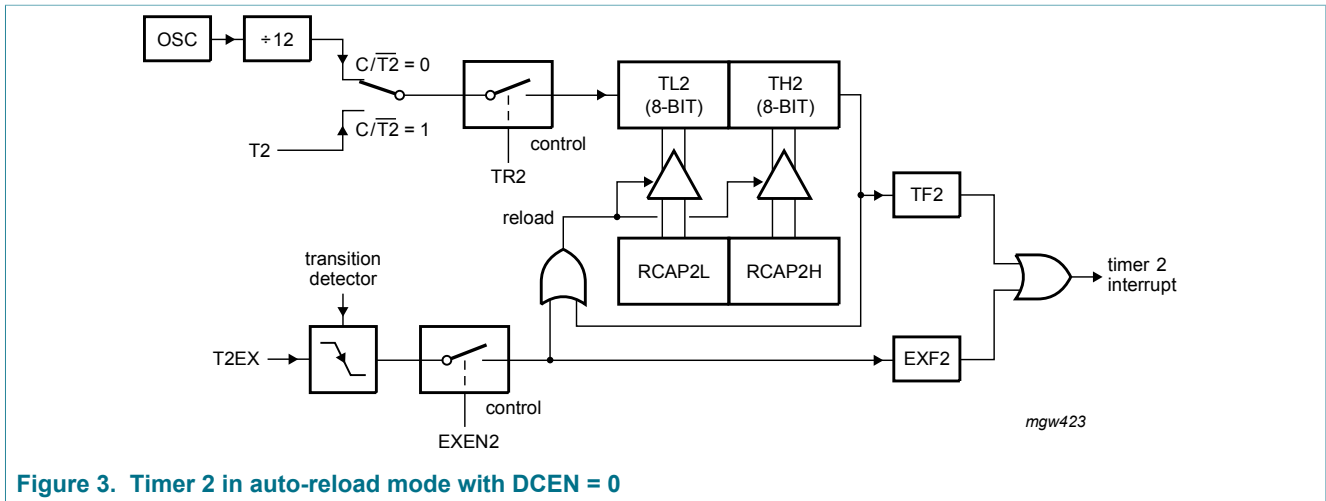 OSC
÷12
C/T2̅ = 0
C/T2̅ = 1
T2
TR2
control
TL2
(8-BIT)
TH2
(8-BIT)
reload
RCAP2L
RCAP2H
TF2
timer 2
interrupt
transition
detector
T2EX
control
EXEN2
EXF2
mgw423
Figure 3. Timer 2 in auto-reload mode with DCEN = 0